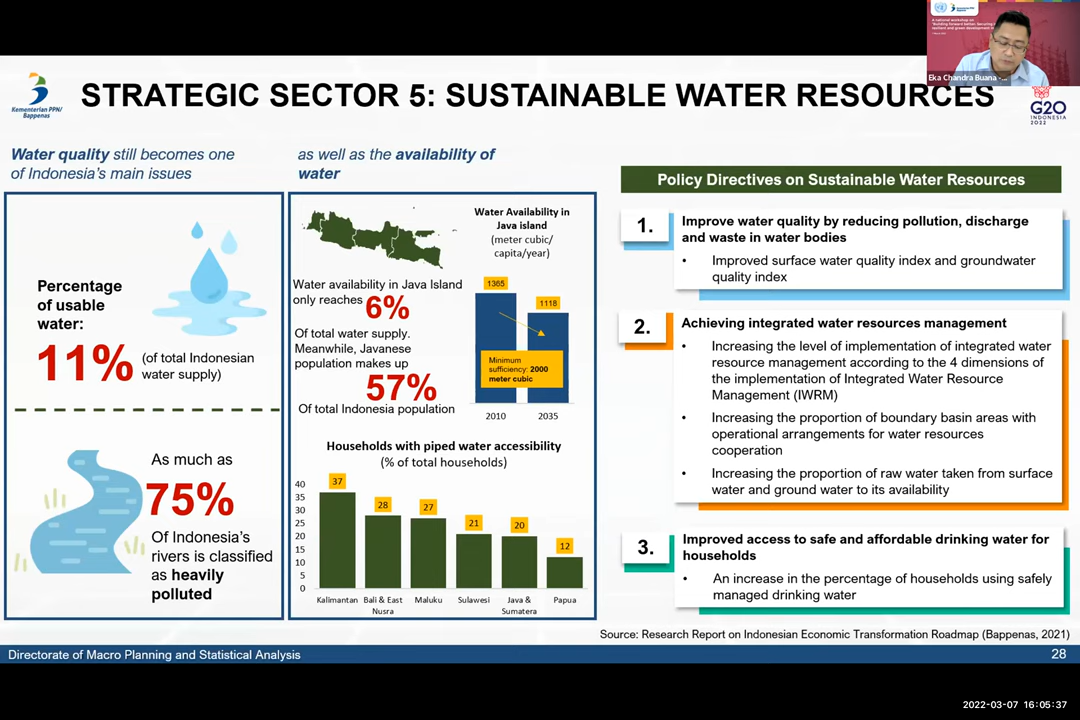 A national workshop on
Eka Chandra Buana -...
Kementerian PPN/
Bappenas
STRATEGIC SECTOR 5: SUSTAINABLE WATER RESOURCES
G20
INDONESIA
2022
Water quality still becomes one
of Indonesia's main issues
Percentage
of usable
water:
11%
(of total Indonesian
water supply)
As much as
75%
Of Indonesia's
rivers is classified
as heavily
polluted
as well as the availability of
water
Water availability in Java Island
only reaches 6%
Of total water supply.
Meanwhile, Javanese
population makes up
57%
Of total Indonesia population
Water Availability in
Java island
(meter cubic/
capita/year)
1365
1118
Minimum
sufficiency: 2000
meter cubic
2010
2035
Households with piped water accessibility
(% of total households)
40
35
30
25
20
15
10
5
0
37
28
27
21
20
12
Kalimantan
Bali & East
Nusra
Maluku
Sulawesi
Java &
Sumatera
Papua
Policy Directives on Sustainable Water Resources
1.
Improve water quality by reducing pollution, discharge
and waste in water bodies
• Improved surface water quality index and groundwater
quality index
2.
Achieving integrated water resources management
• Increasing the level of implementation of integrated water
resource management according to the 4 dimensions of
the implementation of Integrated Water Resource
Management (IWRM)
• Increasing the proportion of boundary basin areas with
operational arrangements for water resources
cooperation
• Increasing the proportion of raw water taken from surface
water and ground water to its availability
3.
Improved access to safe and affordable drinking water for
households
• An increase in the percentage of households using safely
managed drinking water
Source: Research Report on Indonesian Economic Transformation Roadmap (Bappenas, 2021)
Directorate of Macro Planning and Statistical Analysis
28
2022-03-07 16:05:37